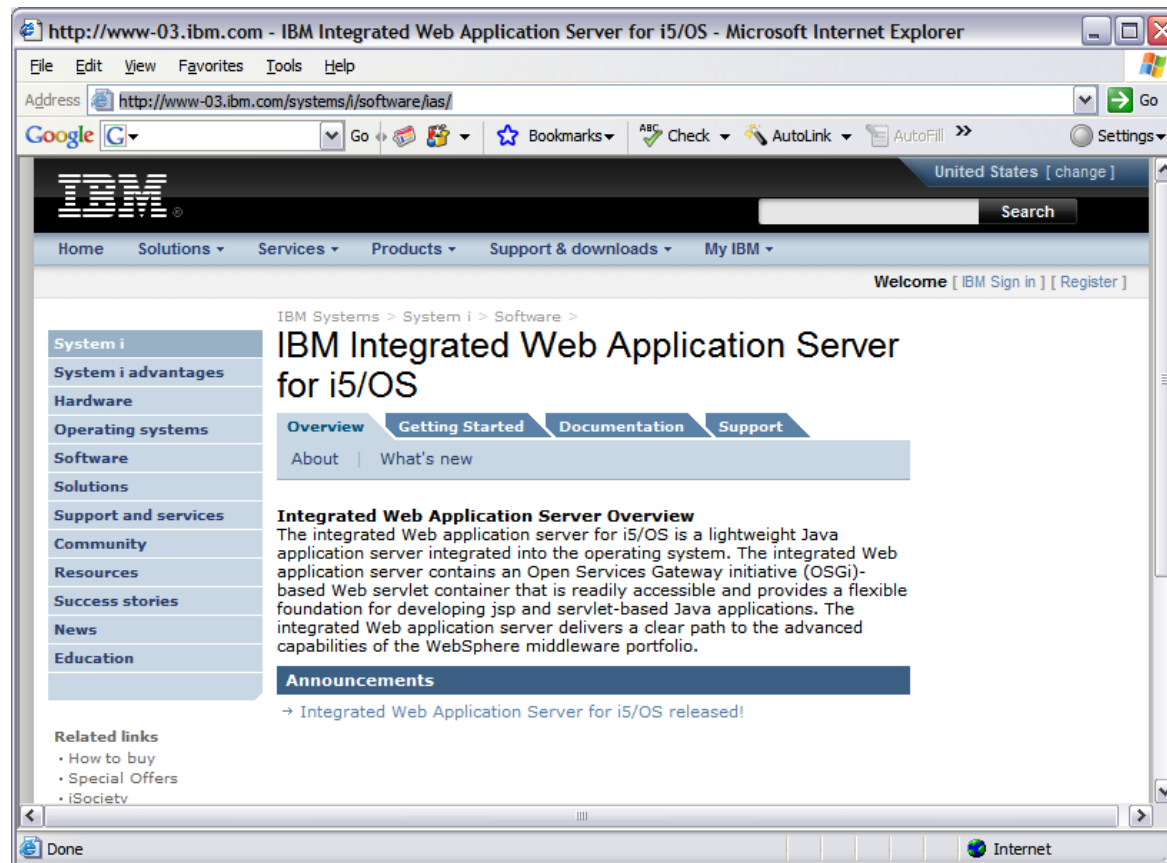 http://www-03.ibm.com - IBM Integrated Web Application Server for i5/OS - Microsoft Internet Explorer
File Edit View Favorites Tools Help
Address http://www-03.ibm.com/systems/i/software/ias/ Go
Google G Go Bookmarks ABC Check AutoLink AutoFill » Settings
United States [ change ]
IBM ®
Search
Home Solutions Services Products Support & downloads My IBM
Welcome [ IBM Sign in ] [ Register ]
IBM Systems > System i > Software >
IBM Integrated Web Application Server
for i5/OS
Overview Getting Started Documentation Support
About | What's new
System i
System i advantages
Hardware
Operating systems
Software
Solutions
Support and services
Community
Resources
Success stories
News
Education
Integrated Web Application Server Overview
The integrated Web application server for i5/OS is a lightweight Java
application server integrated into the operating system. The integrated Web
application server contains an Open Services Gateway initiative (OSGi)-
based Web servlet container that is readily accessible and provides a flexible
foundation for developing jsp and servlet-based Java applications. The
integrated Web application server delivers a clear path to the advanced
capabilities of the WebSphere middleware portfolio.
Announcements
→ Integrated Web Application Server for i5/OS released!
Related links
· How to buy
· Special Offers
· iSociety
Done
Internet